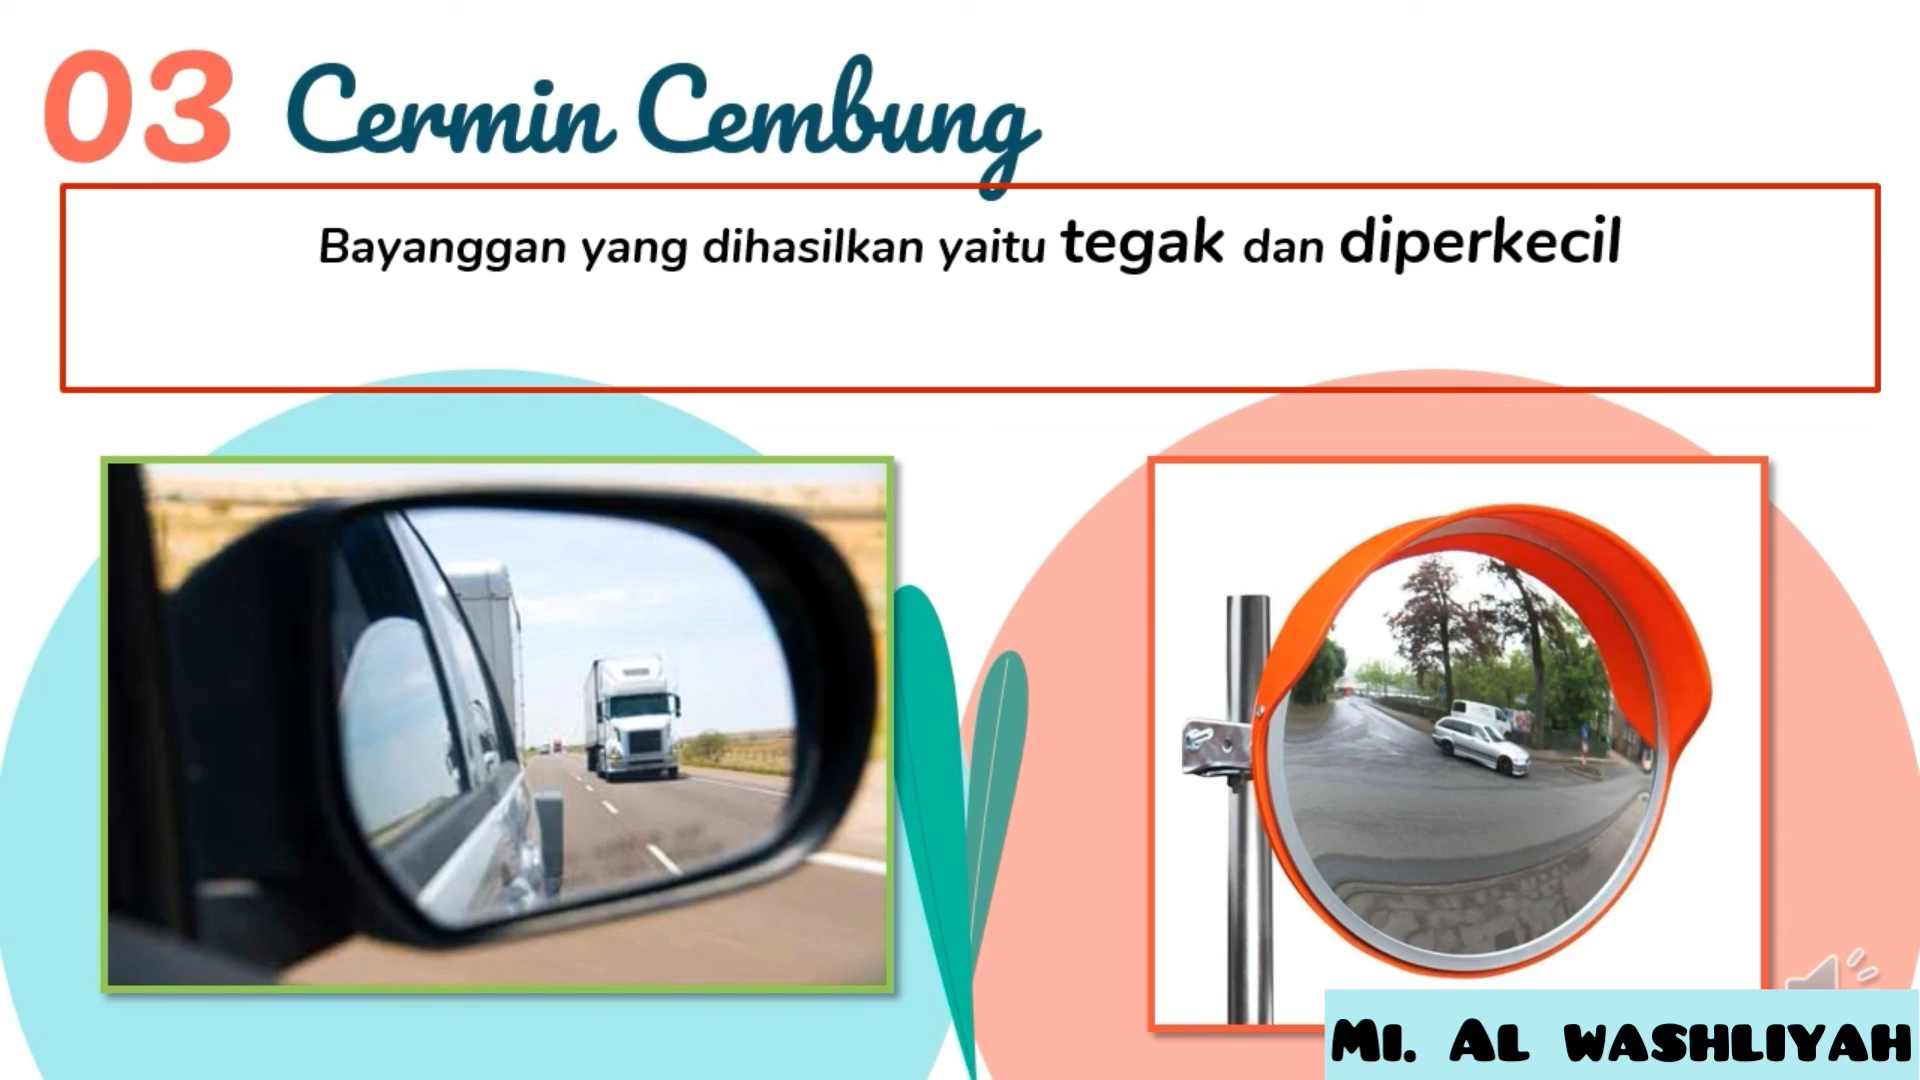 03 Cermin Cembung
Bayanggan yang dihasilkan yaitu tegak dan diperkecil
MI. AL WASHLIYAH